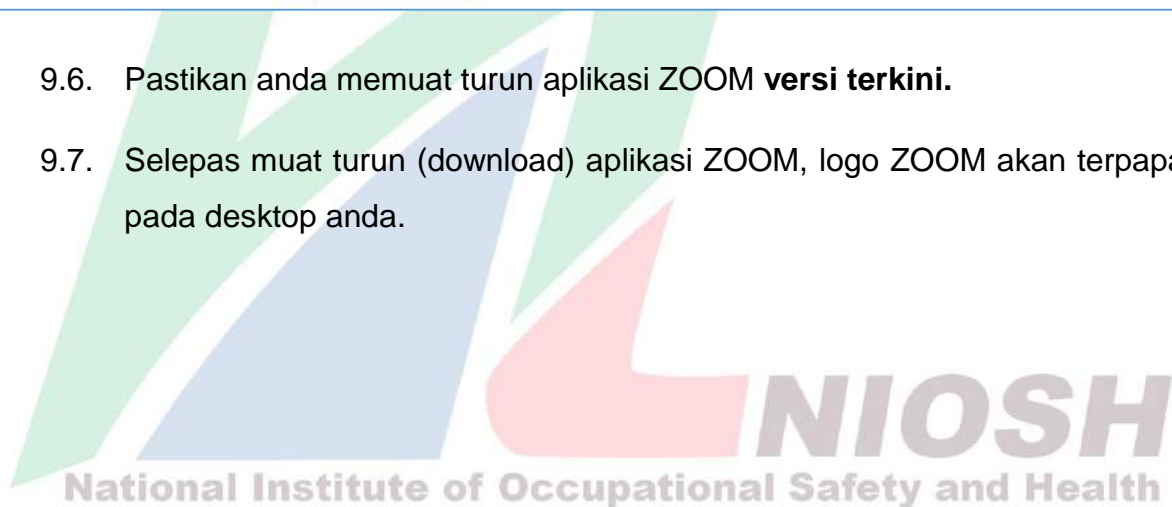 9.6. Pastikan anda memuat turun aplikasi ZOOM versi terkini.
9.7. Selepas muat turun (download) aplikasi ZOOM, logo ZOOM akan terpapa
pada desktop anda.
NIOSH
National Institute of Occupational Safety and Health